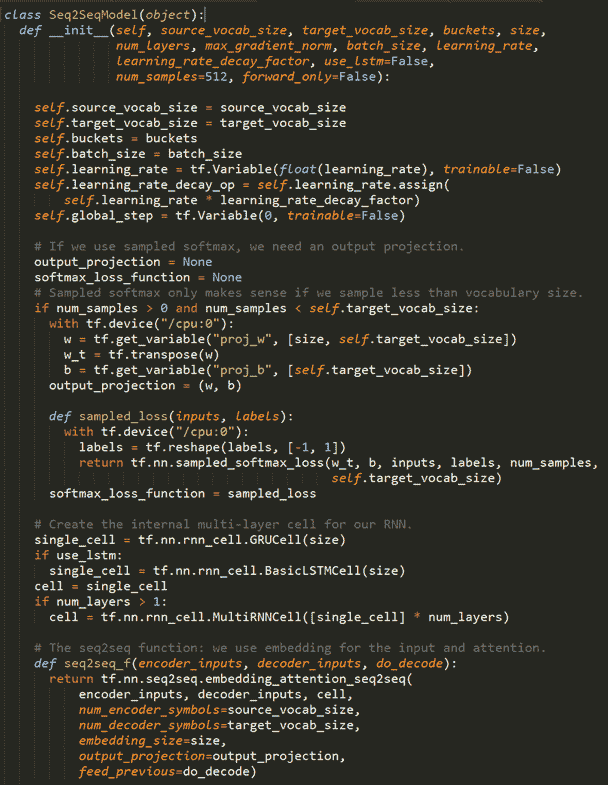 class Seq2SeqModel(object):
def __init__(self, source_vocab_size, target_vocab_size, buckets, size,
num_layers, max_gradient_norm, batch_size, learning_rate,
learning_rate_decay_factor, use_lstm=False,
num_samples=512, forward_only=False):
self.source_vocab_size = source_vocab_size
self.target_vocab_size = target_vocab_size
self.buckets = buckets
self.batch_size = batch_size
self.learning_rate = tf.Variable(float(learning_rate), trainable=False)
self.learning_rate_decay_op = self.learning_rate.assign(
self.learning_rate * learning_rate_decay_factor)
self.global_step = tf.Variable(0, trainable=False)
# If we use sampled softmax, we need an output projection.
output_projection = None
softmax_loss_function = None
# Sampled softmax only makes sense if we sample less than vocabulary size.
if num_samples > 0 and num_samples < self.target_vocab_size:
with tf.device("/cpu:0"):
w = tf.get_variable("proj_w", [size, self.target_vocab_size])
w_t = tf.transpose(w)
b = tf.get_variable("proj_b", [self.target_vocab_size])
output_projection = (w, b)
def sampled_loss(inputs, labels):
with tf.device("/cpu:0"):
labels = tf.reshape(labels, [-1, 1])
return tf.nn.sampled_softmax_loss(w_t, b, inputs, labels, num_samples,
self.target_vocab_size)
softmax_loss_function = sampled_loss
# Create the internal multi-layer cell for our RNN.
single_cell = tf.nn.rnn_cell.GRUCell(size)
if use_lstm:
single_cell = tf.nn.rnn_cell.BasicLSTMCell(size)
cell = single_cell
if num_layers > 1:
cell = tf.nn.rnn_cell.MultiRNNCell([single_cell] * num_layers)
# The seq2seq function: we use embedding for the input and attention.
def seq2seq_f(encoder_inputs, decoder_inputs, do_decode):
return tf.nn.seq2seq.embedding_attention_seq2seq(
encoder_inputs, decoder_inputs, cell,
num_encoder_symbols=source_vocab_size,
num_decoder_symbols=target_vocab_size,
embedding_size=size,
output_projection=output_projection,
feed_previous=do_decode)